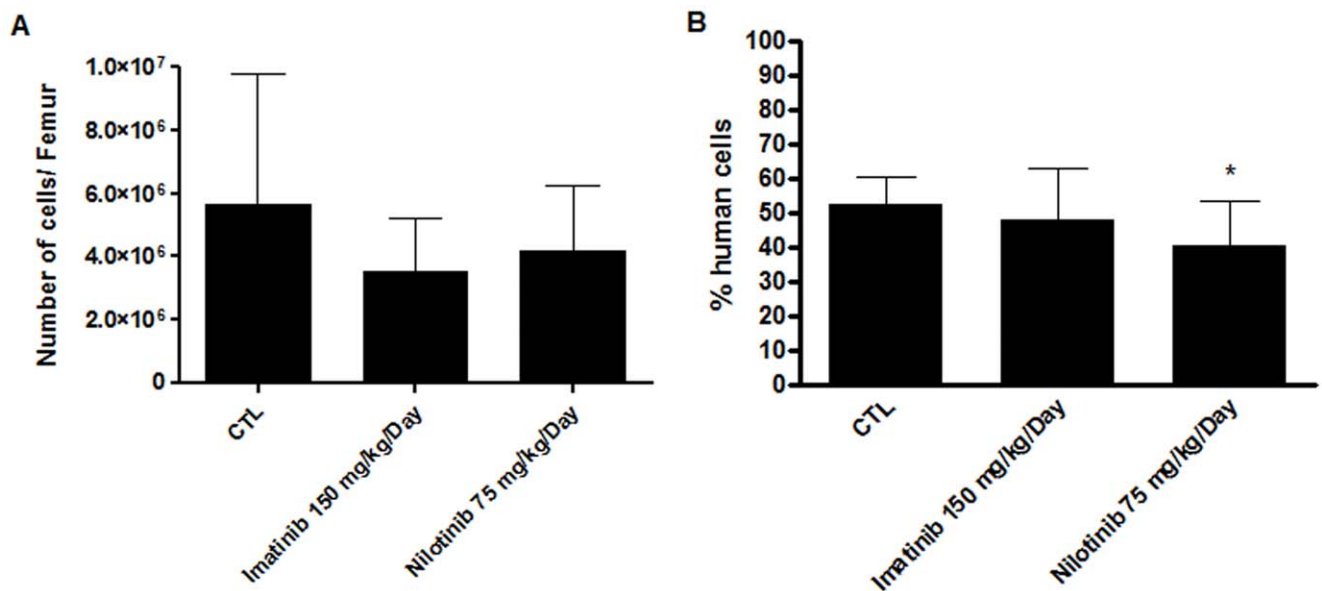 A
Number of cells/ Femur
1.0×10⁷
8.0×10⁶
6.0×10⁶
4.0×10⁶
2.0×10⁶
0
CTL
Imatinib 150 mg/kg/Day
Nilotinib 75 mg/kg/Day
B
% human cells
100
90
80
70
60
50
40
30
20
10
0
*
CTL
Imatinib 150 mg/kg/Day
Nilotinib 75 mg/kg/Day